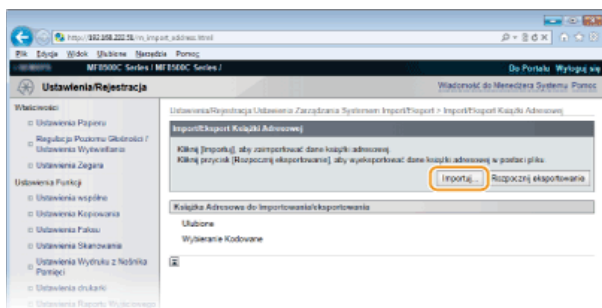 Plik Edycja Widok Ulubione Narzędzia Pomoc
MF8500C Series / MF8500C Series /
Do Portalu Wyloguj się
Ustawienia/Rejestracja
Wiadomość do Menedżera Systemu Pomoc
Właściwości
Ustawienia Papieru
Regulacja Poziomu Głośności /
Ustawienia Wyświetlania
Ustawienia Zegara
Ustawienia Funkcji
Ustawienia wspólne
Ustawienia Kopiowania
Ustawienia Faksu
Ustawienia Skanowania
Ustawienia Wydruku z Nośnika
Pamięci
Ustawienia drukarki
Ustawienia Raportu Wyjściowego
Ustawienia/Rejestracja: Ustawienia Zarządzania Systemem: Import/Eksport > Import/Eksport Książki Adresowej
Import/Eksport Książki Adresowej
Kliknij [Importuj], aby zaimportować dane książki adresowej.
Kliknij przycisk [Rozpocznij eksportowanie], aby wyeksportować dane książki adresowej w postaci pliku.
Importuj... Rozpocznij eksportowanie
Książka Adresowa do Importowania/eksportowania
Ulubione
Wybieranie Kodowane